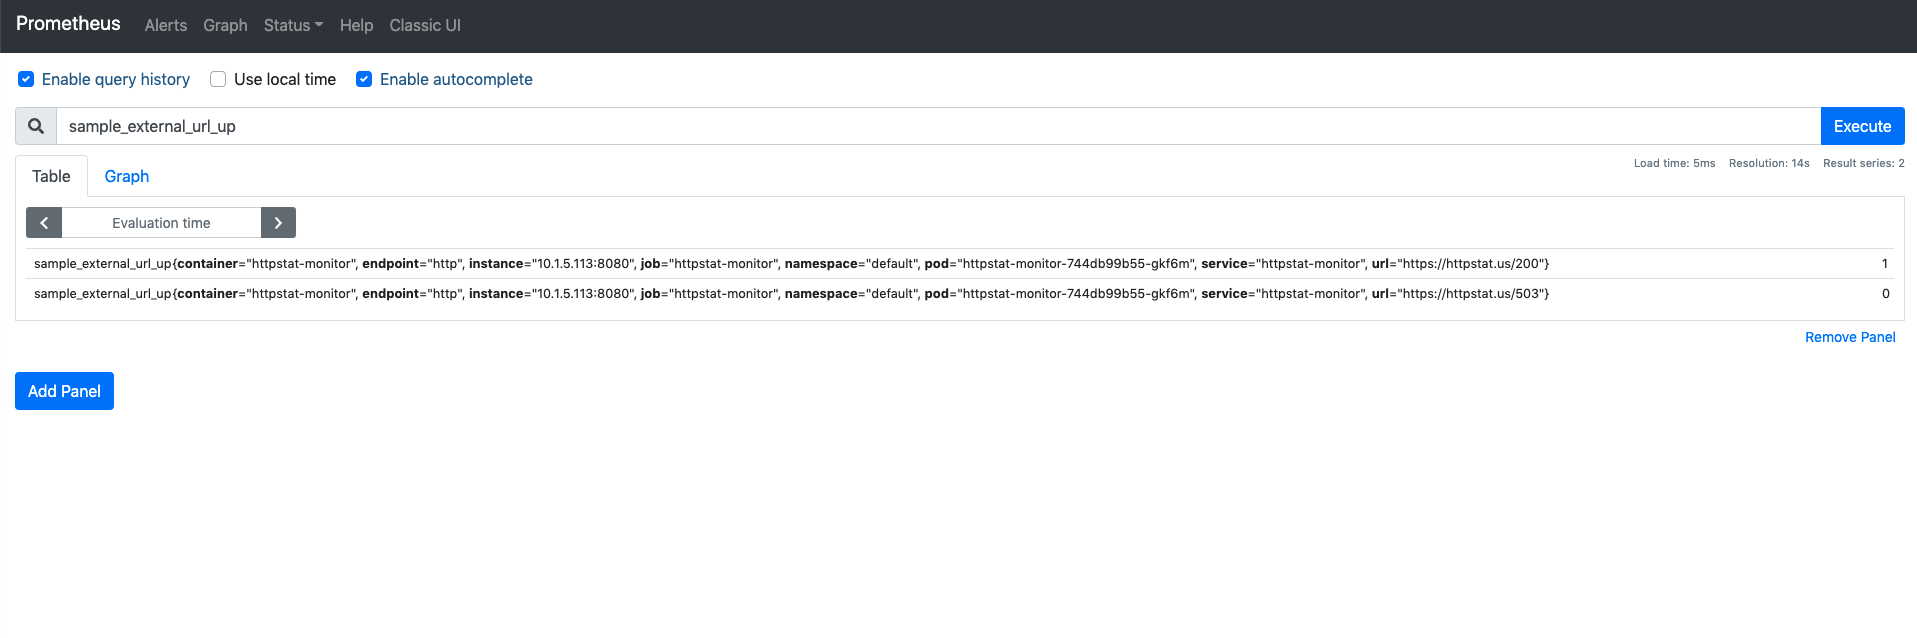 Prometheus Alerts Graph Status Help Classic UI
Enable query history Use local time Enable autocomplete
sample_external_url_up Execute
Load time: 5ms Resolution: 14s Result series: 2
Table Graph
Evaluation time
sample_external_url_up{container="httpstat-monitor", endpoint="http", instance="10.1.5.113:8080", job="httpstat-monitor", namespace="default", pod="httpstat-monitor-744db99b55-gkf6m", service="httpstat-monitor", url="https://httpstat.us/200"} 1
sample_external_url_up{container="httpstat-monitor", endpoint="http", instance="10.1.5.113:8080", job="httpstat-monitor", namespace="default", pod="httpstat-monitor-744db99b55-gkf6m", service="httpstat-monitor", url="https://httpstat.us/503"} 0
Remove Panel
Add Panel